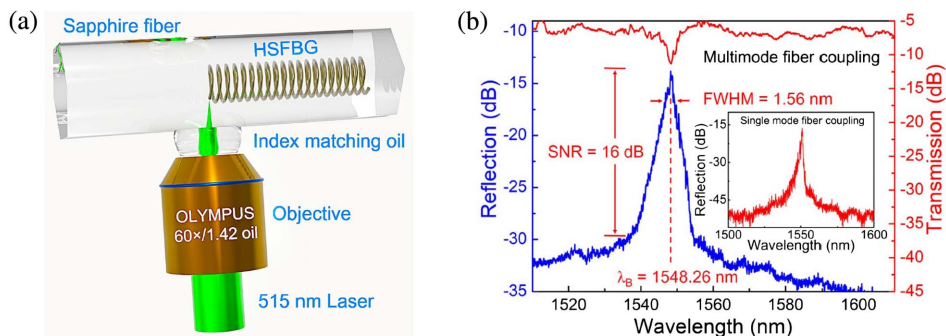 (a)
Sapphire fiber
HSFBG
Index matching oil
OLYMPUS
60×/1.42 oil
Objective
515 nm Laser
(b)
Reflection (dB)
-10
-15
-20
-25
-30
-35
Multimode fiber coupling
FWHM = 1.56 nm
SNR = 16 dB
λB = 1548.26 nm
Single mode fiber coupling
Reflection (dB)
-15
-30
-45
1500
1550
1600
Wavelength (nm)
1520
1540
1560
1580
1600
Wavelength (nm)
-5
-10
-15
-20
-25
-30
-35
-40
-45
Transmission (dB)